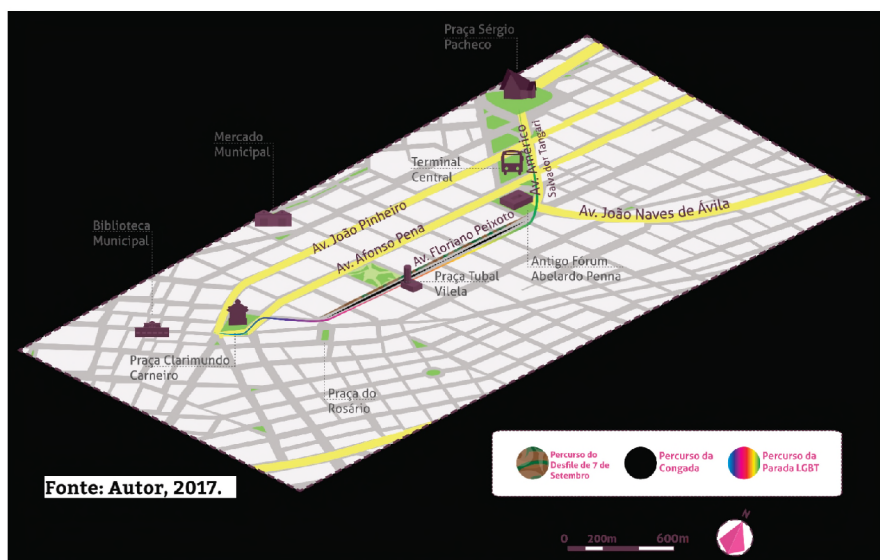 Praça Sérgio
Pacheco
Mercado
Municipal
Terminal
Central
Av. Américo
Salvador Tangari
Biblioteca
Municipal
Av. João Pinheiro
Av. Afonso Pena
Av. Floriano Peixoto
Av. João Naves de Ávila
Praça Tubal
Vilela
Antigo Fórum
Abelardo Penna
Praça Clarimundo
Carneiro
Praça do
Rosário
Percurso do
Desfile de 7 de
Setembro
Percurso da
Congada
Percurso da
Parada LGBT
Fonte: Autor, 2017.
N
0 200m 600m